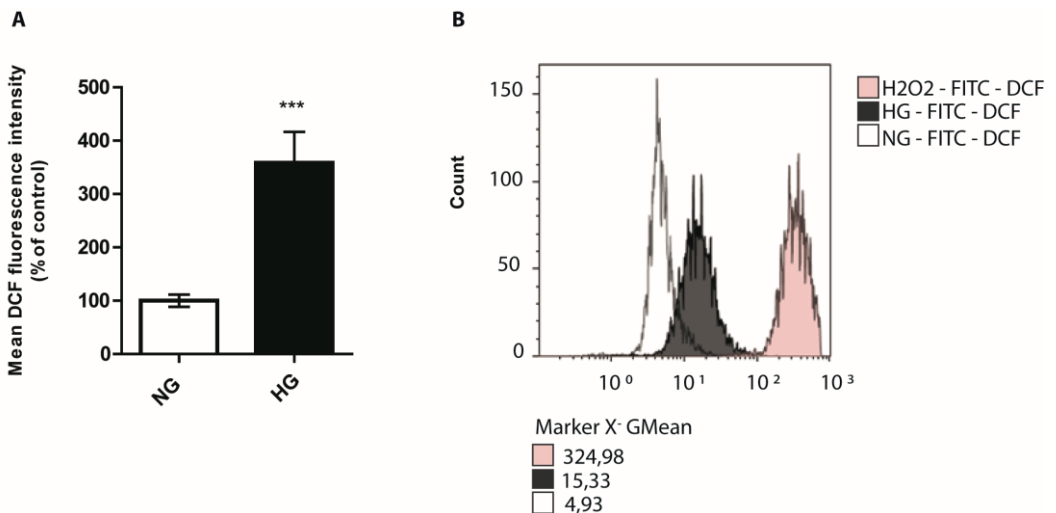 A
Mean DCF fluorescence intensity
(% of control)
500
400
300
200
100
0
***
NG
HG
B
Count
150
100
50
0
10⁰
10¹
10²
10³
H2O2 - FITC - DCF
HG - FITC - DCF
NG - FITC - DCF
Marker X- GMean
324,98
15,33
4,93